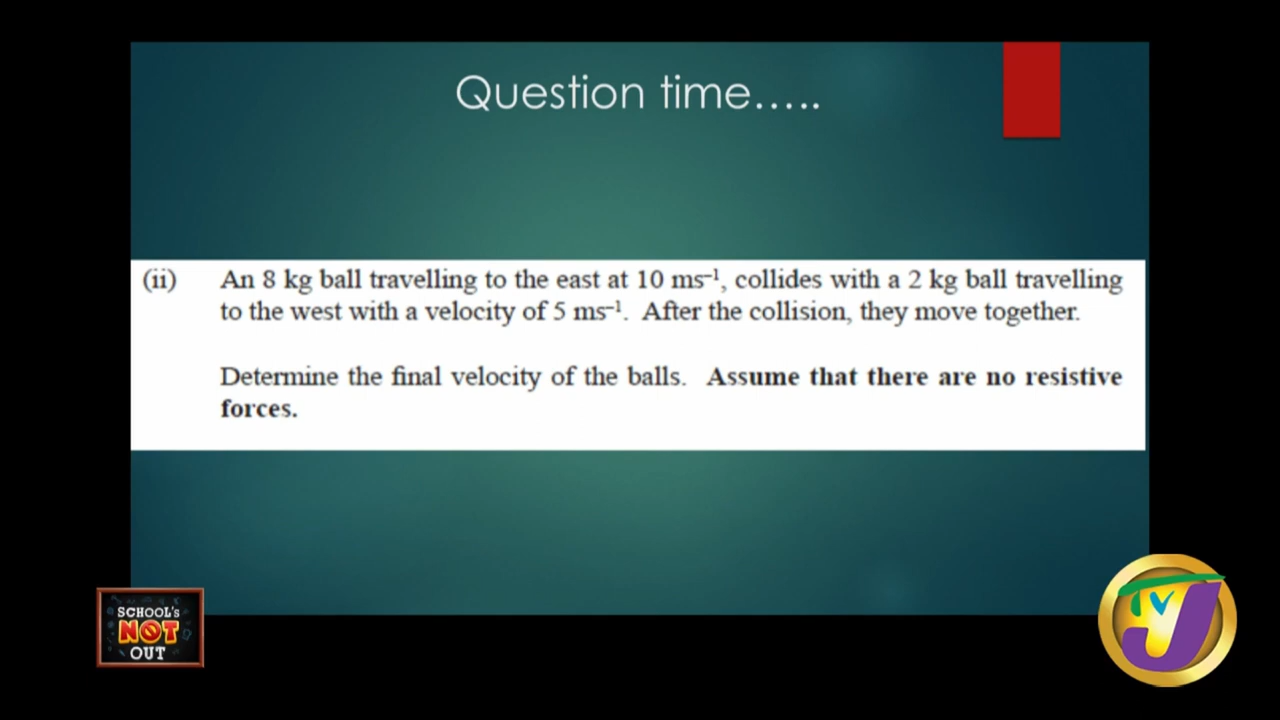 Question time…..
(ii) An 8 kg ball travelling to the east at 10 ms⁻¹, collides with a 2 kg ball travelling
to the west with a velocity of 5 ms⁻¹. After the collision, they move together.
Determine the final velocity of the balls. Assume that there are no resistive
forces.
SCHOOL's
NOT
OUT
TVJ